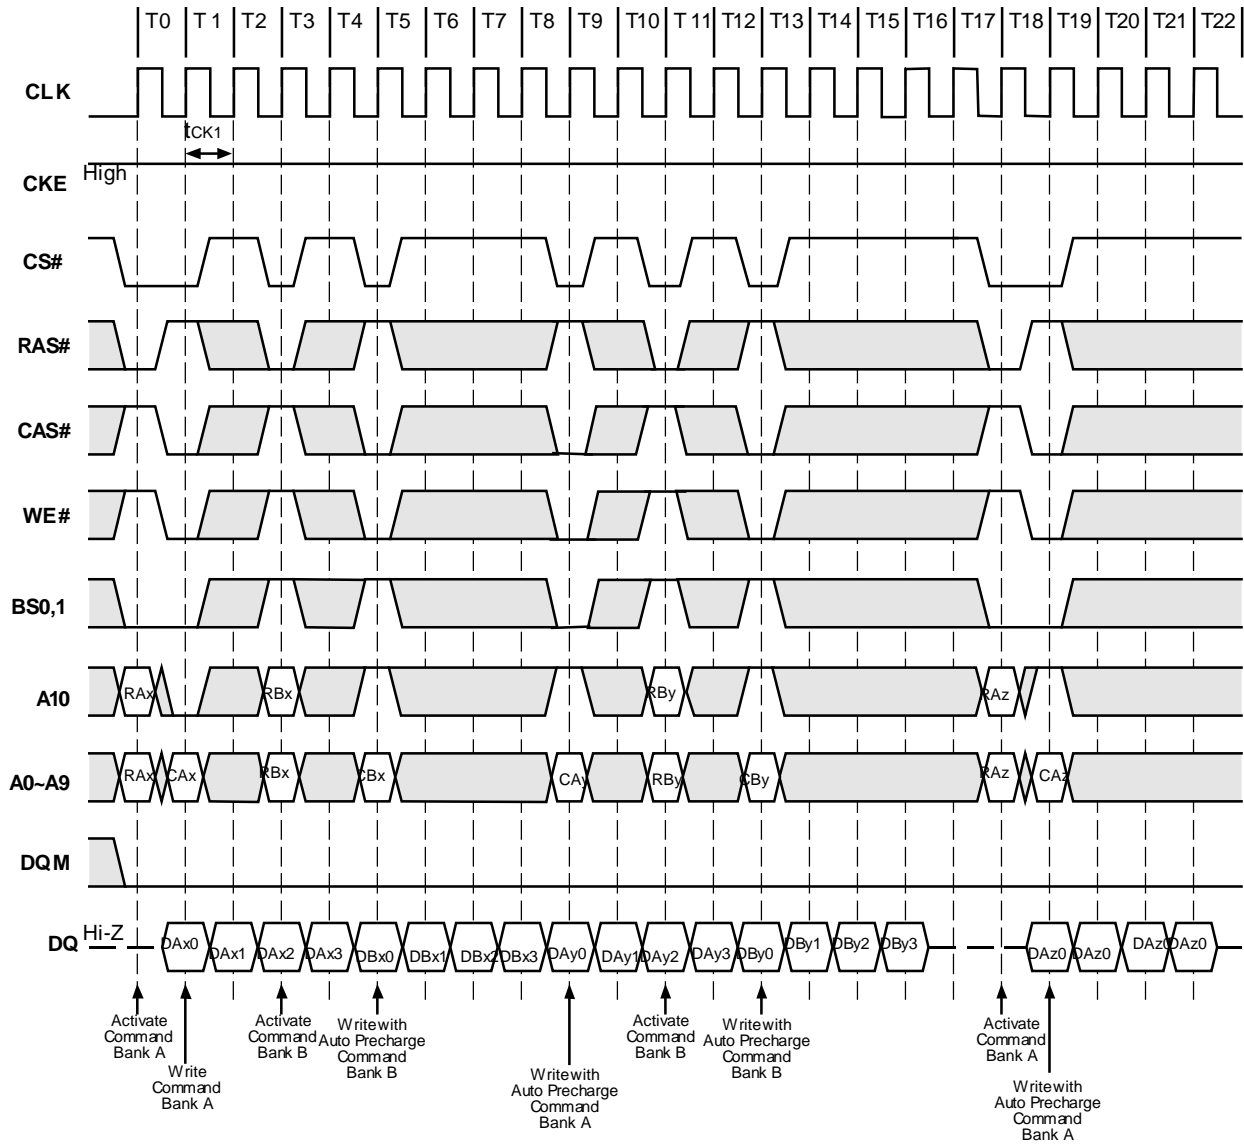 T0 T 1 T2 T3 T4 T5 T6 T7 T8 T9 T10 T 11 T12 T13 T14 T15 T16 T17 T18 T19 T20 T21 T22
CLK
tCK1
High
CKE
CS#
RAS#
CAS#
WE#
BS0,1
A10
RAx RBx RBy RAz
A0~A9
RAx CAx RBx CBx CAy RBy CBy RAz CAz
DQM
DQ
Hi-Z
DAx0 DAx1 DAx2 DAx3 DBx0 DBx1 DBx2 DBx3 DAy0 DAy1 DAy2 DAy3 DBy0 DBy1 DBy2 DBy3 DAz0 DAz0 DAz0 DAz0
Activate
Command
Bank A
Write
Command
Bank A
Activate
Command
Bank B
Write with
Auto Precharge
Command
Bank B
Write with
Auto Precharge
Command
Bank A
Activate
Command
Bank B
Write with
Auto Precharge
Command
Bank B
Activate
Command
Bank A
Write with
Auto Precharge
Command
Bank A